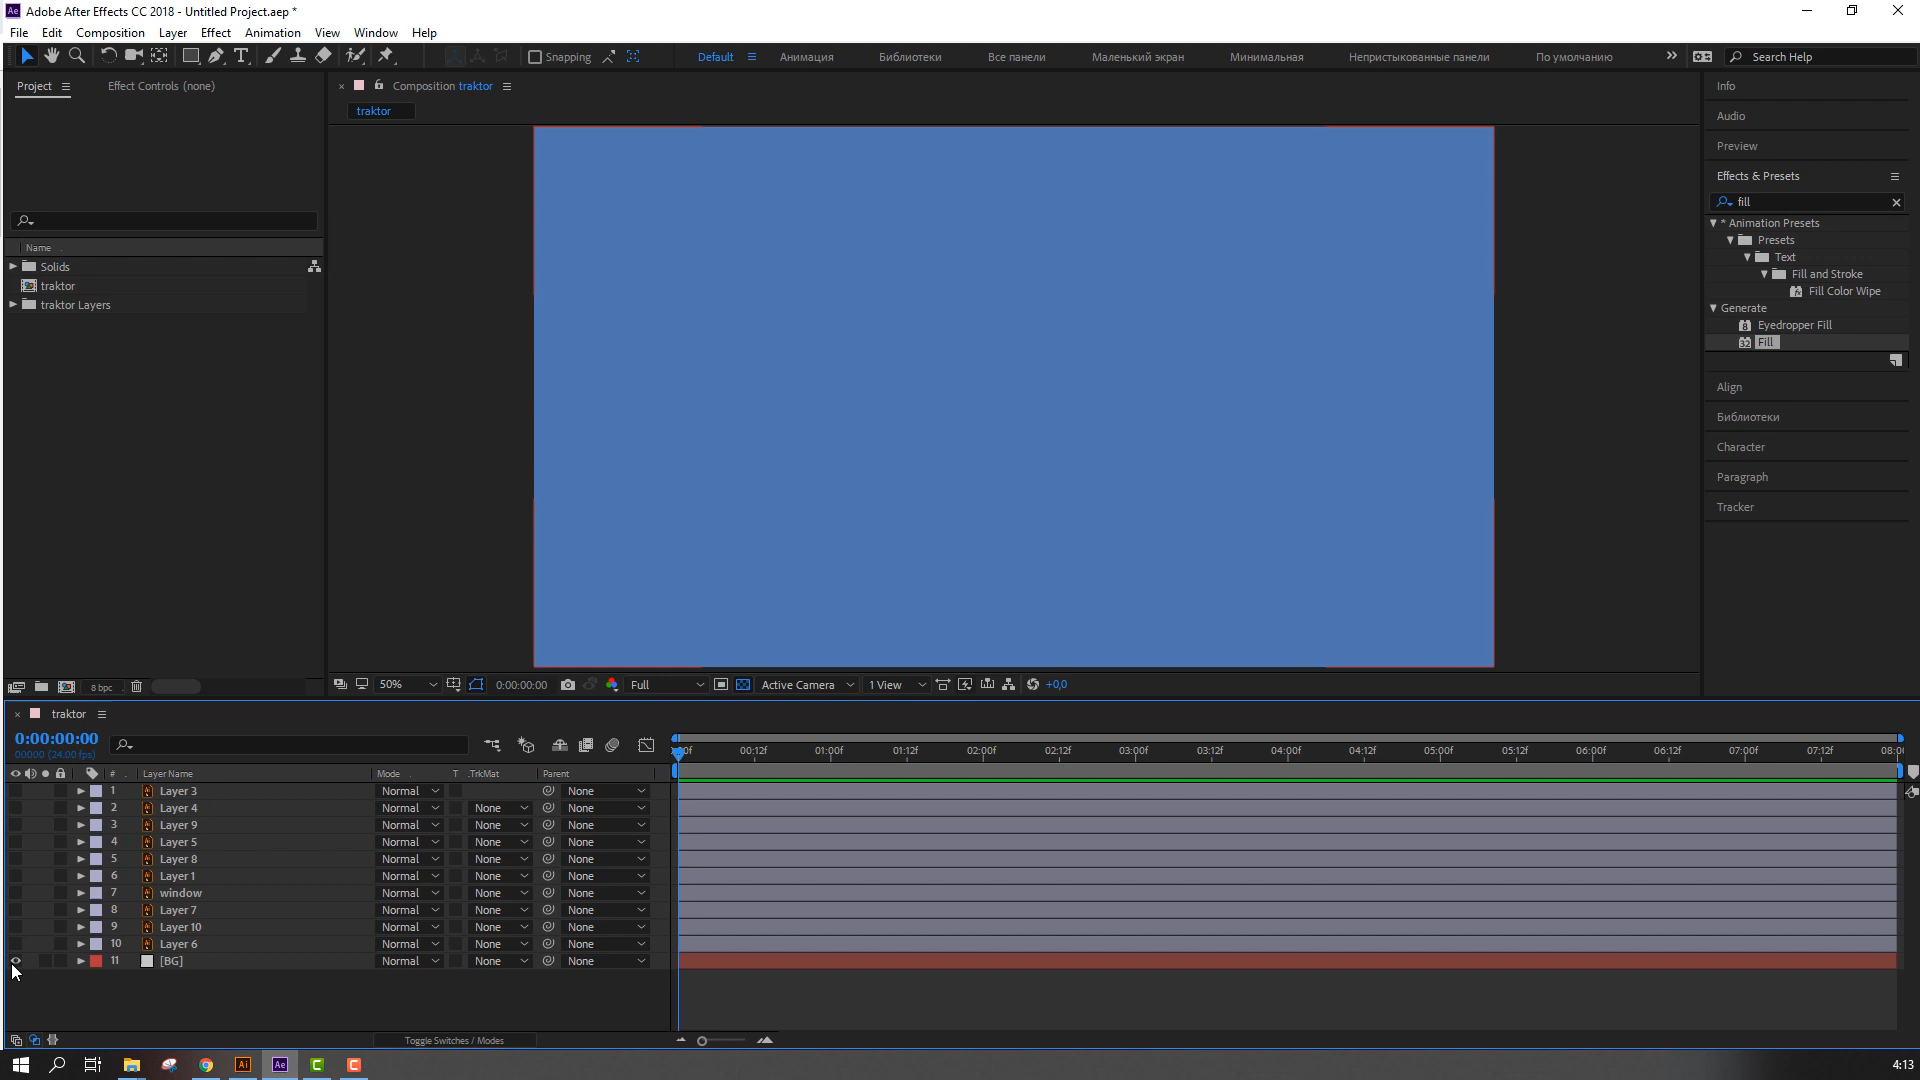 Adobe After Effects CC 2018 - Untitled Project.aep *
File Edit Composition Layer Effect Animation View Window Help
Snapping Default Анимация Библиотеки Все панели Маленький экран Минимальная Непристыкованные панели По умолчанию Search Help
Project Effect Controls (none)
Composition traktor
traktor
Name
Solids
traktor
traktor Layers
8 bpc
50% 0:00:00:00 Full Active Camera 1 View +0,0
Info
Audio
Preview
Effects & Presets
fill
* Animation Presets
Presets
Text
Fill and Stroke
Fill Color Wipe
Generate
Eyedropper Fill
Fill
Align
Библиотеки
Character
Paragraph
Tracker
traktor
0:00:00:00
00000 (24.00 fps)
00:12f 01:00f 01:12f 02:00f 02:12f 03:00f 03:12f 04:00f 04:12f 05:00f 05:12f 06:00f 06:12f 07:00f 07:12f
# Layer Name Mode T .TrkMat Parent
1 Layer 3 Normal None
2 Layer 4 Normal None None
3 Layer 9 Normal None None
4 Layer 5 Normal None None
5 Layer 8 Normal None None
6 Layer 1 Normal None None
7 window Normal None None
8 Layer 7 Normal None None
9 Layer 10 Normal None None
10 Layer 6 Normal None None
11 [BG] Normal None None
Toggle Switches / Modes
Ai Ae C C 4:13